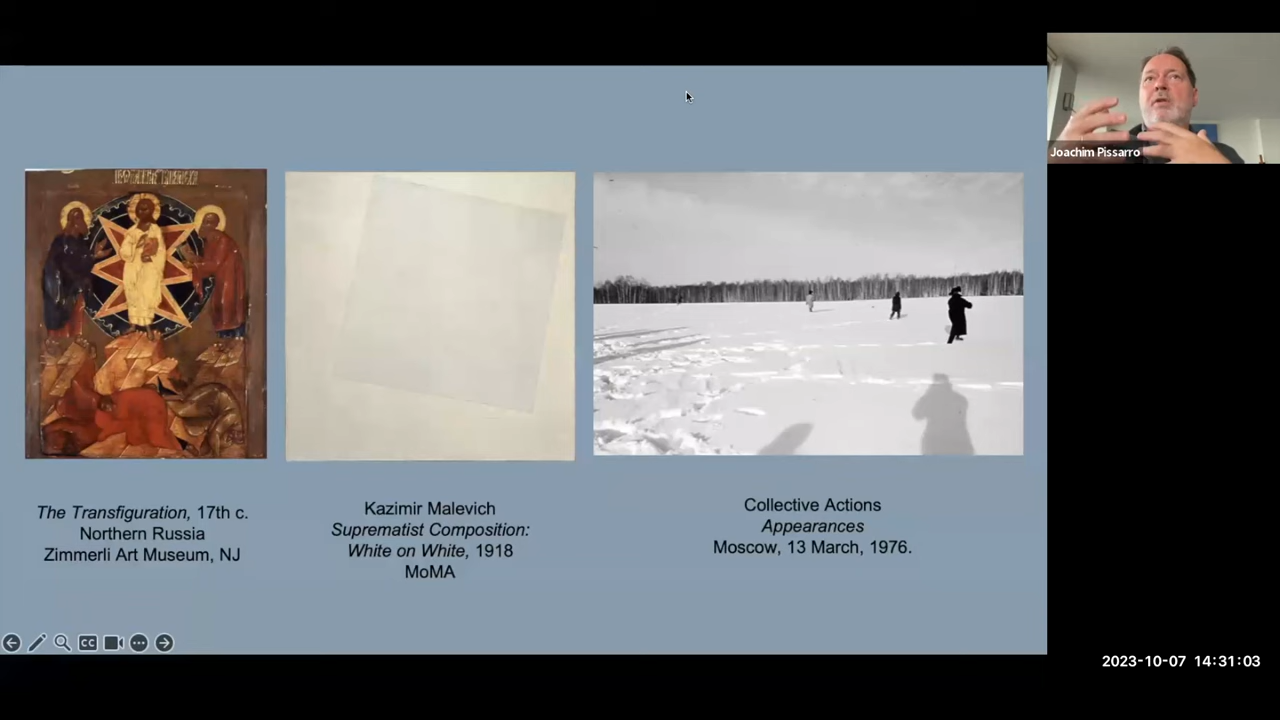 Joachim Pissarro
The Transfiguration, 17th c.
Northern Russia
Zimmerli Art Museum, NJ
Kazimir Malevich
Suprematist Composition:
White on White, 1918
MoMA
Collective Actions
Appearances
Moscow, 13 March, 1976.
CC
2023-10-07 14:31:03